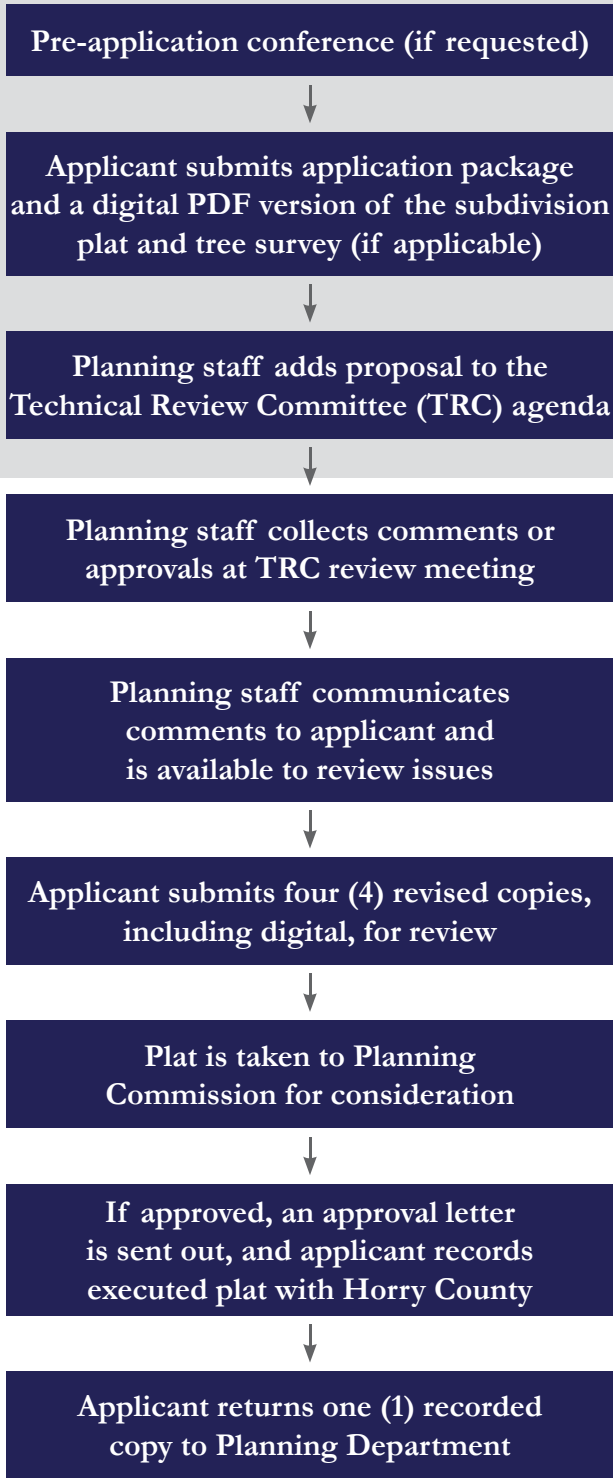 Pre-application conference (if requested)
Applicant submits application package
and a digital PDF version of the subdivision
plat and tree survey (if applicable)
Planning staff adds proposal to the
Technical Review Committee (TRC) agenda
Planning staff collects comments or
approvals at TRC review meeting
Planning staff communicates
comments to applicant and
is available to review issues
Applicant submits four (4) revised copies,
including digital, for review
Plat is taken to Planning
Commission for consideration
If approved, an approval letter
is sent out, and applicant records
executed plat with Horry County
Applicant returns one (1) recorded
copy to Planning Department